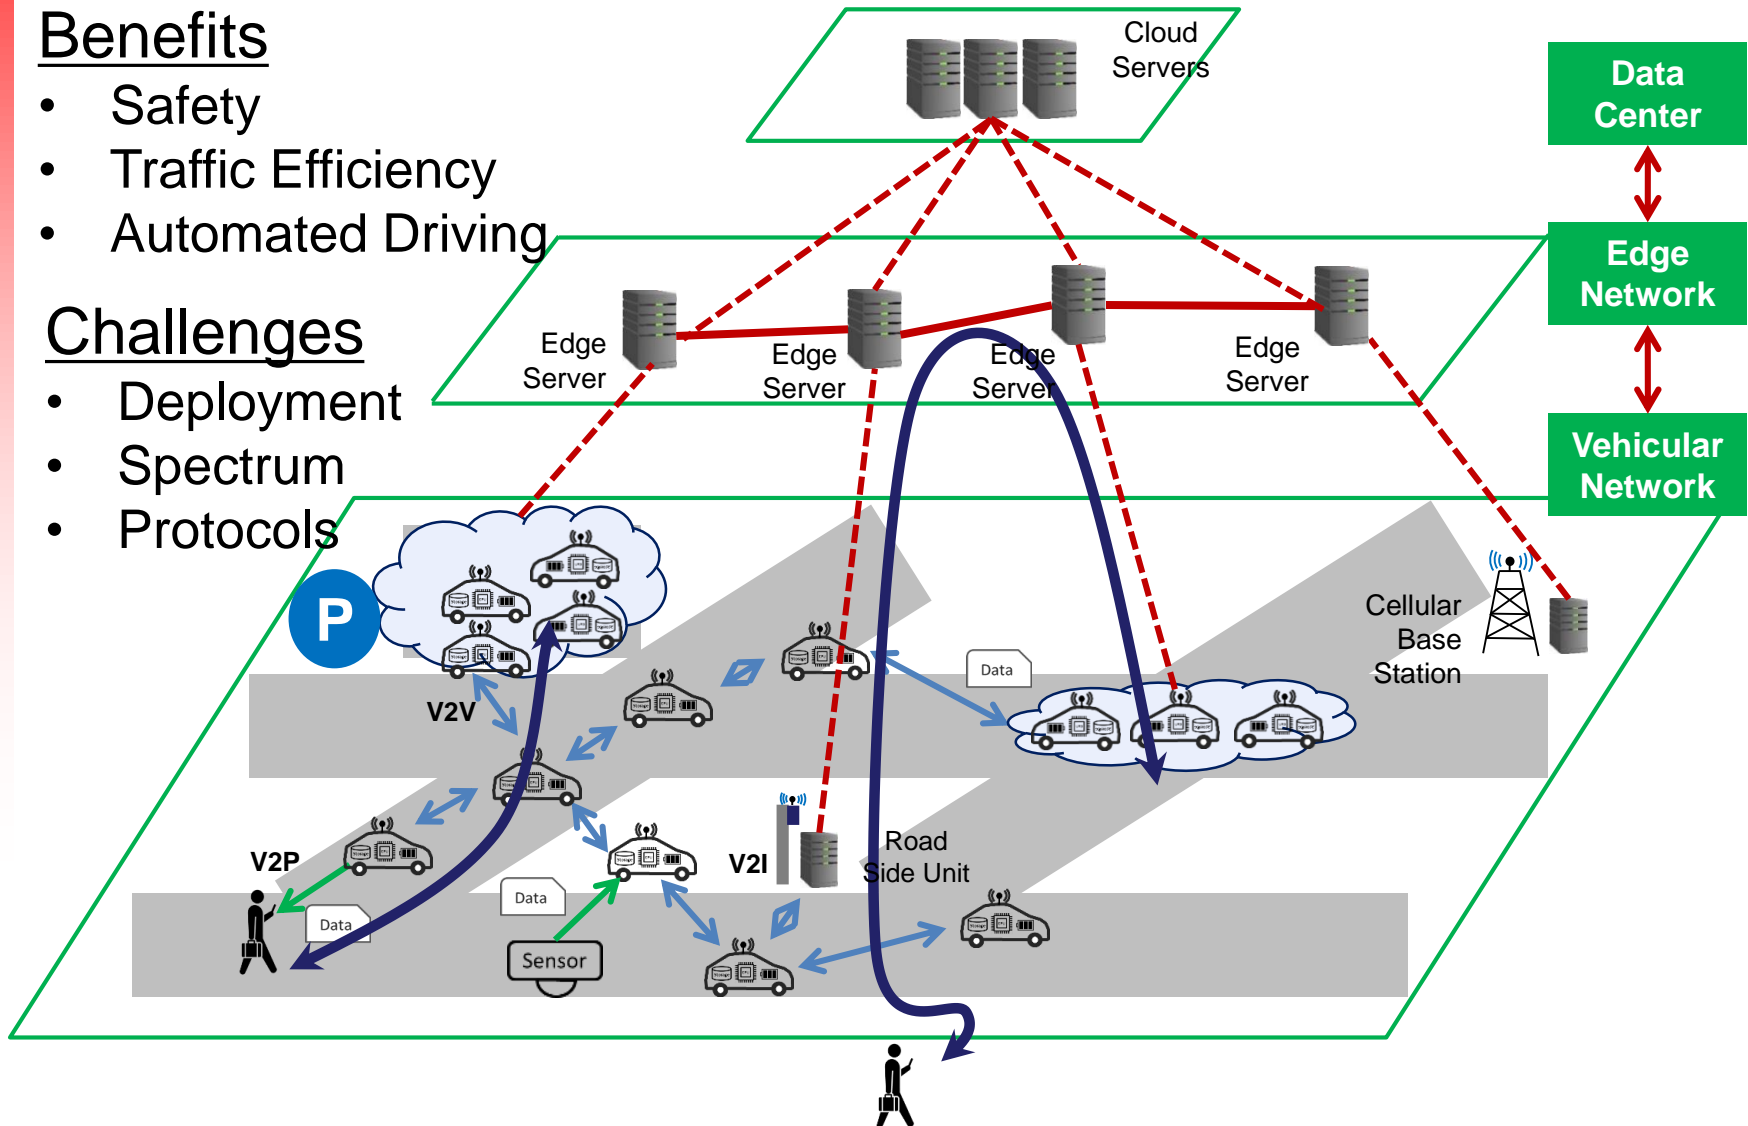 Benefits
• Safety
• Traffic Efficiency
• Automated Driving
Challenges
• Deployment
• Spectrum
• Protocols
Cloud
Servers
Data
Center
Edge
Network
Vehicular
Network
Edge
Server
Edge
Server
Edge
Server
Edge
Server
P
Cellular
Base
Station
V2V
Data
V2P
Data
Data
Sensor
V2I
Road
Side Unit